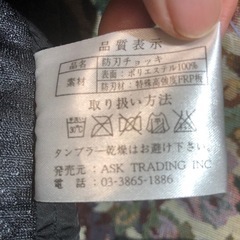 品質表示
品名 防刃チョッキ
素材 表面：ポリエステル100％
防刃材：特殊高強度FRP板
取り扱い方法
タンブラー乾燥はお避け下さい。
発売元：ASK TRADING INC
電話：03-3865-1886